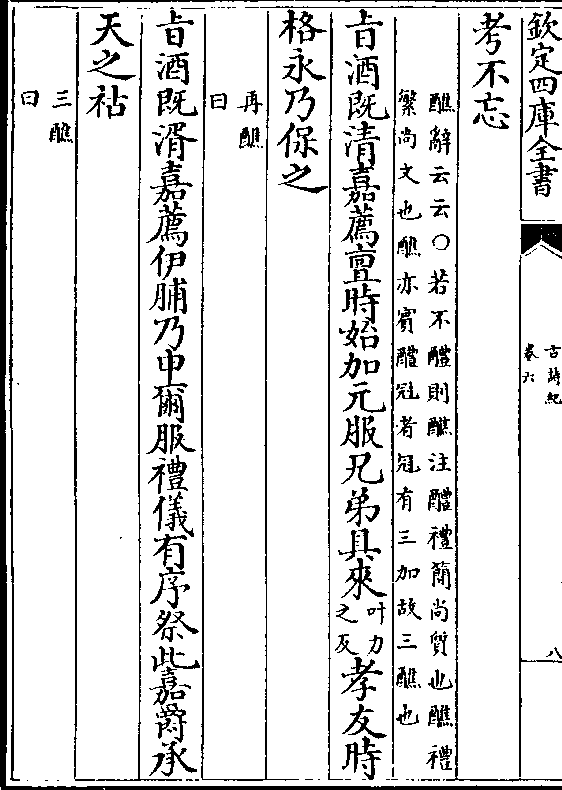 欽定四庫全書
古詩紀
卷六
八
考不忘
醮辭云云○若不醴則醮注醴禮簡尚質也醮禮
繁尚文也醮亦賓醴冠者冠有三加故三醮也
㫖酒既清嘉薦亶時始加元服兄弟具來叶力之反孝友時
格永乃保之
再醮
曰
㫖酒既湑嘉薦伊脯乃申爾服禮儀有序祭此嘉爵承
天之祜
三醮
曰